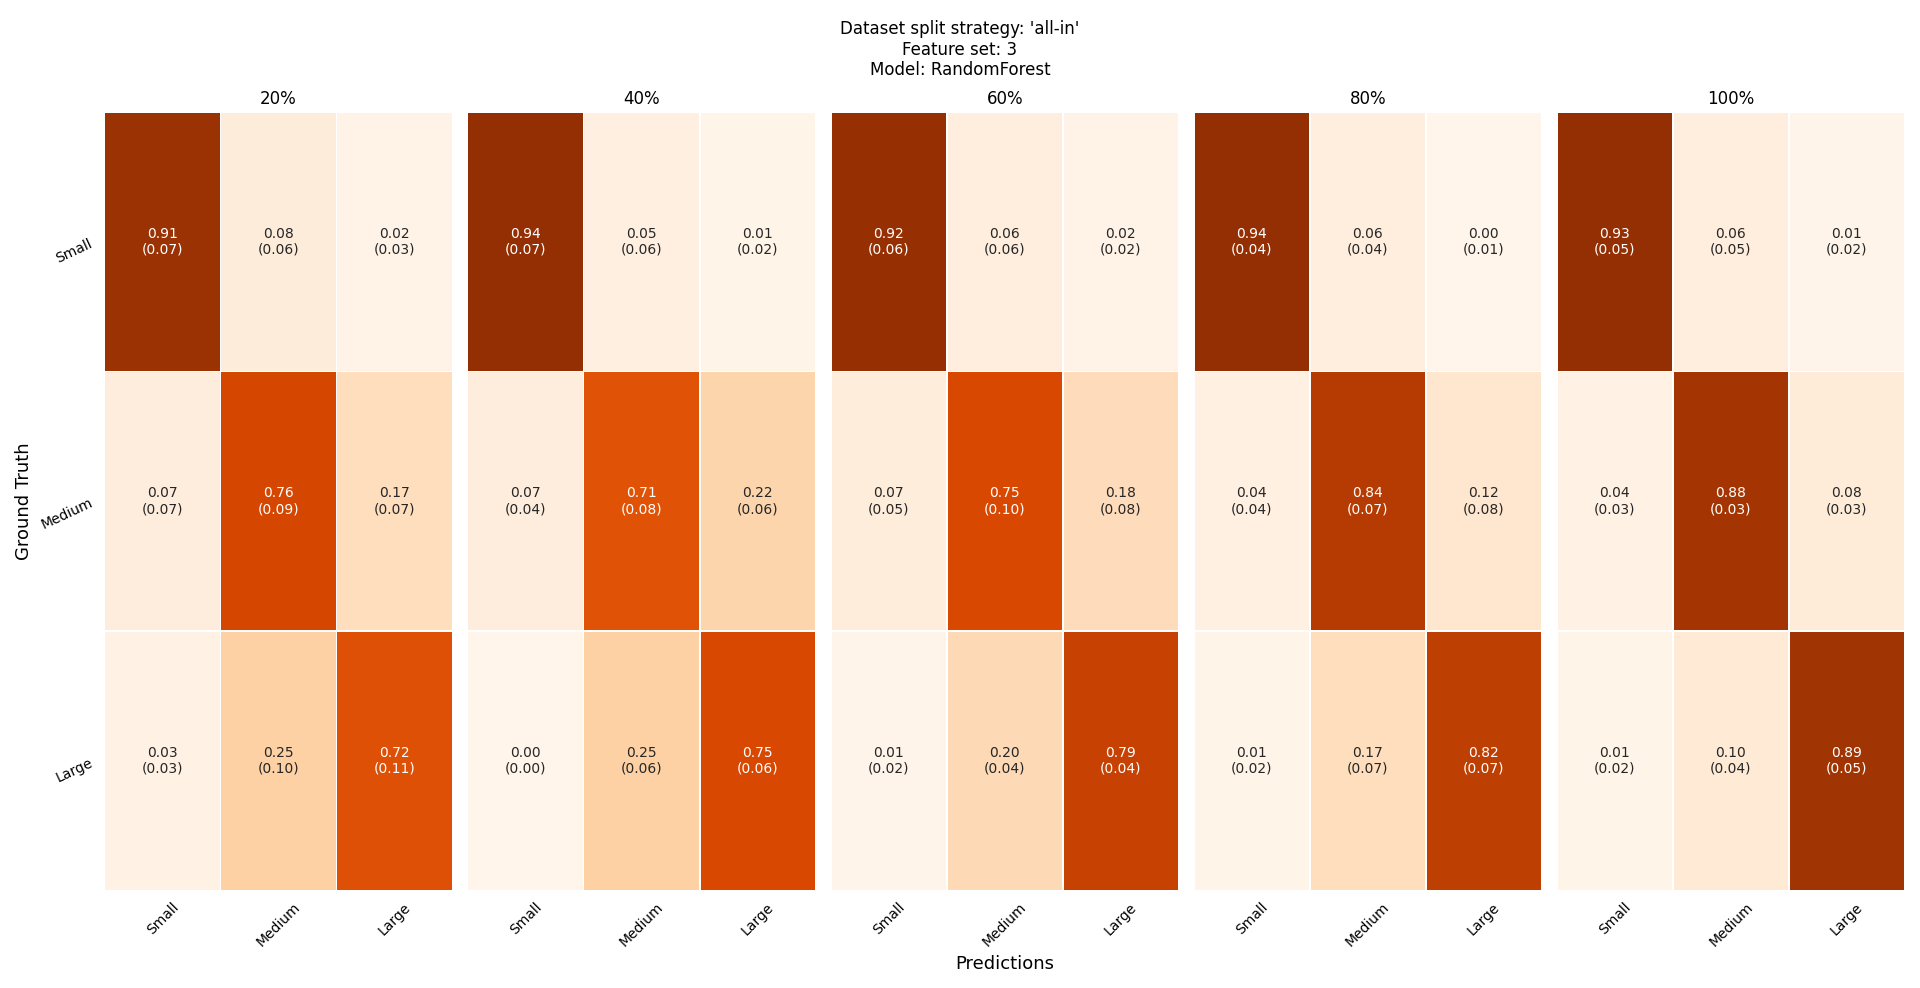 Dataset split strategy: 'all-in'
Feature set: 3
Model: RandomForest
20% 40% 60% 80% 100%
Ground Truth
Small
0.91 0.08 0.02 0.94 0.05 0.01 0.92 0.06 0.02 0.94 0.06 0.00 0.93 0.06 0.01
(0.07) (0.06) (0.03) (0.07) (0.06) (0.02) (0.06) (0.06) (0.02) (0.04) (0.04) (0.01) (0.05) (0.05) (0.02)
Medium
0.07 0.76 0.17 0.07 0.71 0.22 0.07 0.75 0.18 0.04 0.84 0.12 0.04 0.88 0.08
(0.07) (0.09) (0.07) (0.04) (0.08) (0.06) (0.05) (0.10) (0.08) (0.04) (0.07) (0.08) (0.03) (0.03) (0.03)
Large
0.03 0.25 0.72 0.00 0.25 0.75 0.01 0.20 0.79 0.01 0.17 0.82 0.01 0.10 0.89
(0.03) (0.10) (0.11) (0.00) (0.06) (0.06) (0.02) (0.04) (0.04) (0.02) (0.07) (0.07) (0.02) (0.04) (0.05)
Small Medium Large Small Medium Large Small Medium Large Small Medium Large Small Medium Large
Predictions